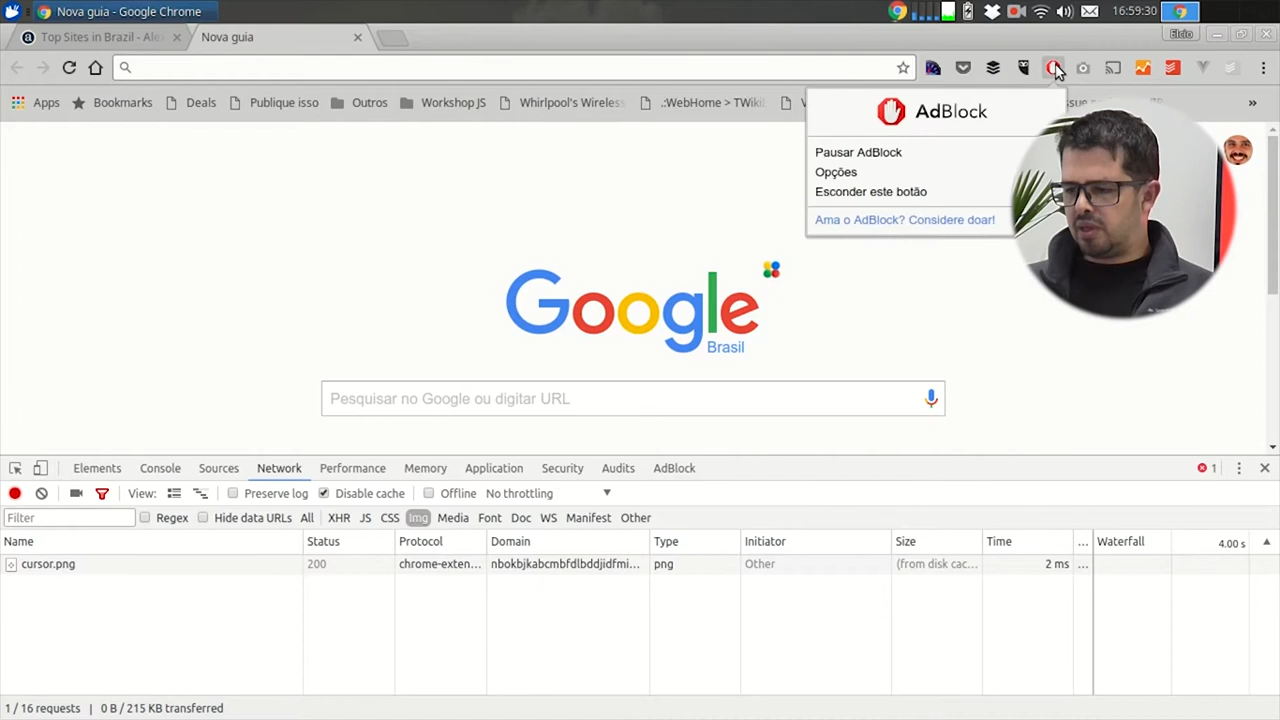 Nova guia - Google Chrome
16:59:30
Top Sites in Brazil - Alex
Nova guia
Elcio
Apps
Bookmarks
Deals
Publique isso
Outros
Workshop JS
Whirlpool's Wireless
.:WebHome > TWiki
AdBlock
Pausar AdBlock
Opções
Esconder este botão
Ama o AdBlock? Considere doar!
Google
Brasil
Pesquisar no Google ou digitar URL
Elements Console Sources Network Performance Memory Application Security Audits AdBlock 1
View: Preserve log Disable cache Offline No throttling
Filter Regex Hide data URLs All XHR JS CSS Img Media Font Doc WS Manifest Other
Name Status Protocol Domain Type Initiator Size Time ... Waterfall 4.00 s
cursor.png 200 chrome-exten... nbokbjkabcmbfdlbddjidfmi... png Other (from disk cac... 2 ms ...
1 / 16 requests | 0 B / 215 KB transferred